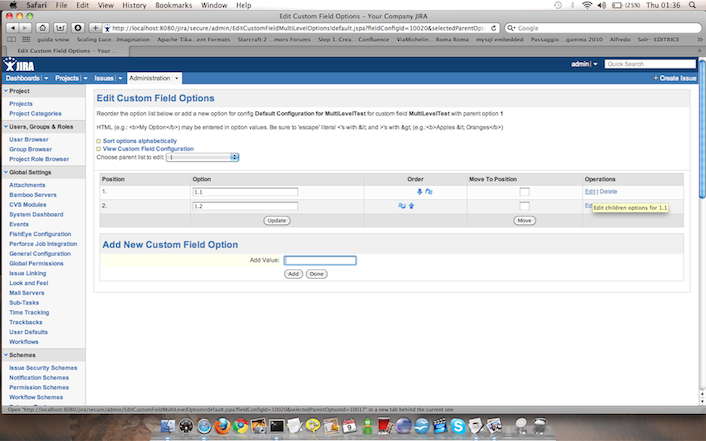 Safari File Edit View History Bookmarks Window Help (25%) Thu 01:36
Edit Custom Field Options – Your Company JIRA
http://localhost:8080/jira/secure/admin/EditCustomFieldMultiLevelOptions!default.jspa?fieldConfigId=10020&selectedParentOpti Google
guida snow Scaling Luce...Imagination Apache Tika ...ent Formats Starcraft 2 ...mors Forum Step 1. Crea... Confluence ViaMichelin... Roma Roma mysql embedded Passaggio gamma 2010 Alfredo Solr - EDITRICE
Edit Custom Field Options – Your ...
JIRA
admin Quick Search
Dashboards Projects Issues Administration + Create Issue
Project
Projects
Project Categories
Users, Groups & Roles
User Browser
Group Browser
Project Role Browser
Global Settings
Attachments
Bamboo Servers
CVS Modules
System Dashboard
Events
FishEye Configuration
Perforce Job Integration
General Configuration
Global Permissions
Issue Linking
Look and Feel
Mail Servers
Sub-Tasks
Time Tracking
Trackbacks
User Defaults
Workflows
Schemes
Issue Security Schemes
Notification Schemes
Permission Schemes
Workflow Schemes
Edit Custom Field Options
Reorder the option list below or add a new option for config Default Configuration for MultiLevelTest for custom field MultiLevelTest with parent option 1
HTML (e.g.: <b>My Option</b>) may be entered in option values. Be sure to 'escape' literal <'s with &lt; and >'s with &gt; (e.g.:<b>Apples &lt; Oranges</b>)
Sort options alphabetically
View Custom Field Configuration
Choose parent list to edit: 1
Position Option Order Move To Position Operations
1. 1.1 Edit | Delete
2. 1.2 Ed
Edit children options for 1.1
Update Move
Add New Custom Field Option
Add Value:
Add Done
Open "http://localhost:8080/jira/secure/admin/EditCustomFieldMultiLevelOptions!default.jspa?fieldConfigId=10020&selectedParentOptionId=10017" in a new tab behind the current one